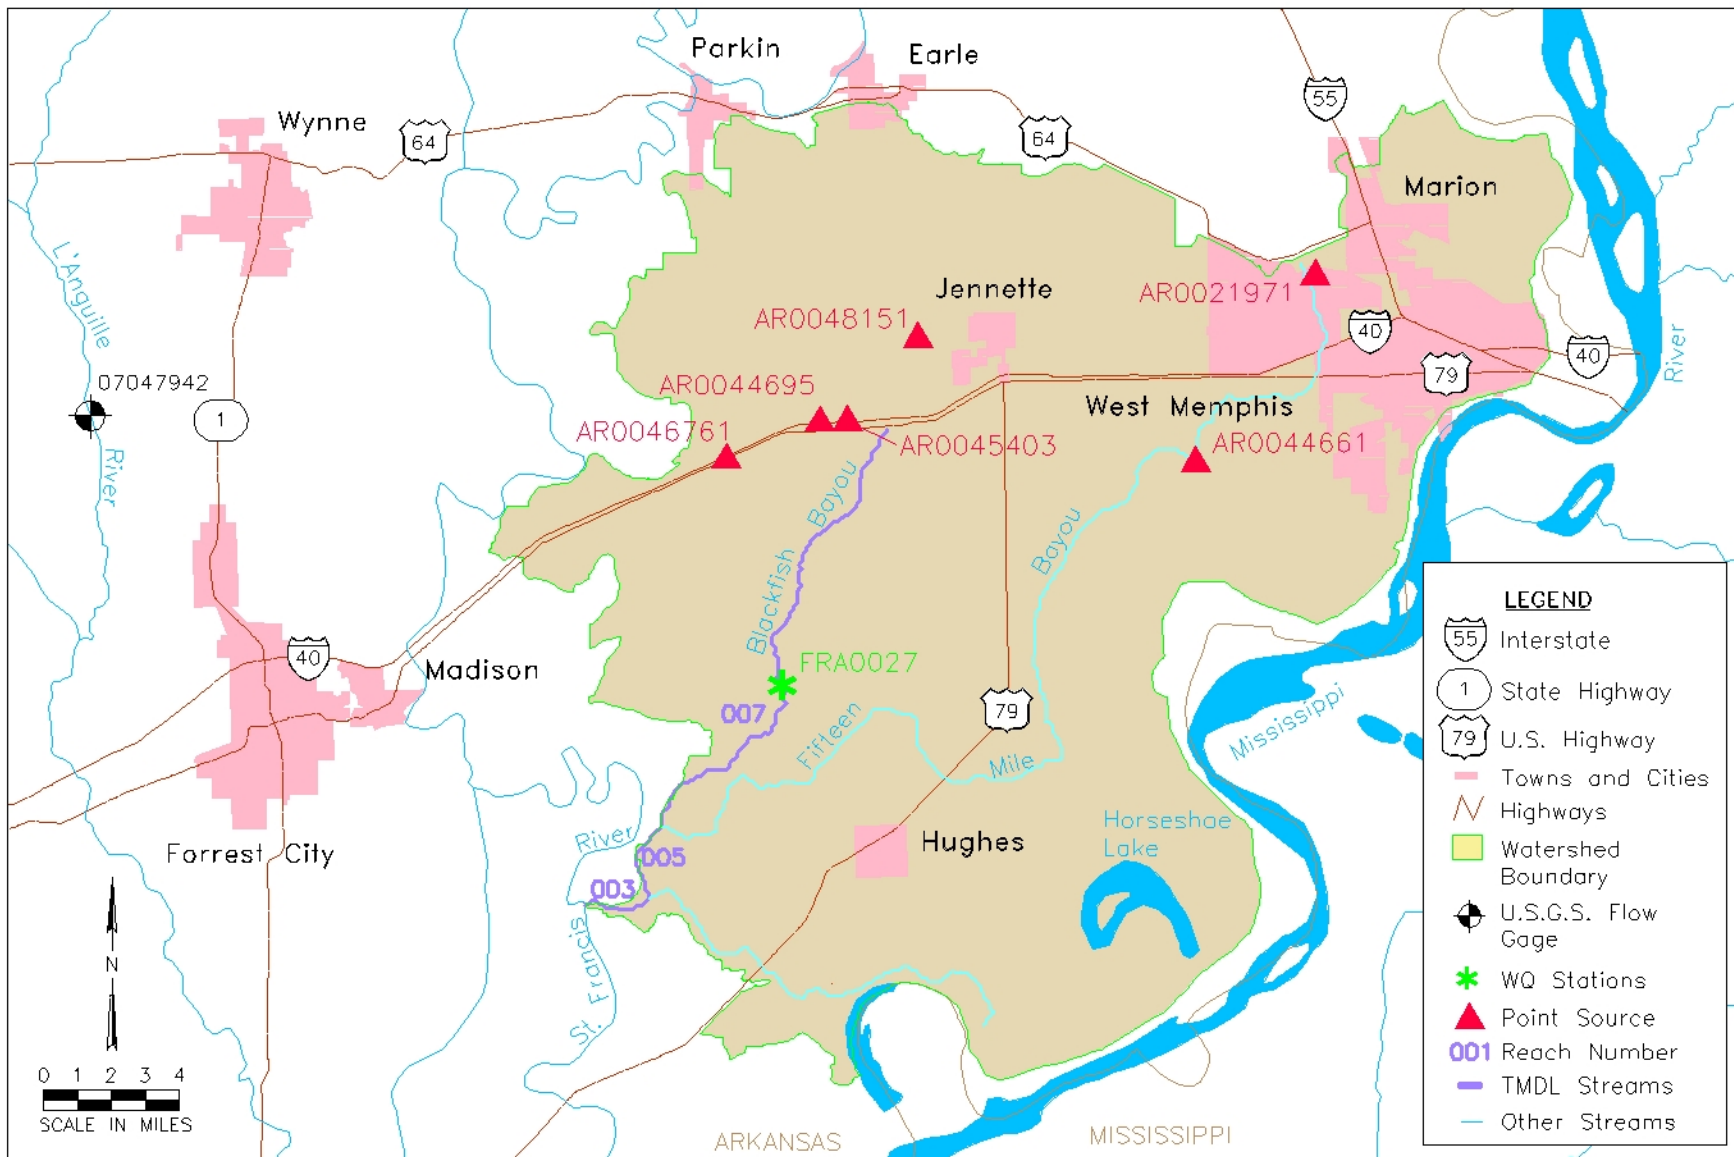 Parkin
Earle
Wynne
64
64
55
Marion
L'Anguille
River
07047942
1
Jennette
AR0048151
AR0021971
AR0044695
AR0046761
AR0045403
40
79
40
River
West Memphis
AR0044661
Blackfish Bayou
Bayou
FRA0027
007
Fifteen
Mile
79
Mississippi
40
Madison
Forrest City
River
005
003
St. Francis
Hughes
Horseshoe
Lake
N
0 1 2 3 4
SCALE IN MILES
ARKANSAS
MISSISSIPPI
LEGEND
55 Interstate
1 State Highway
79 U.S. Highway
Towns and Cities
Highways
Watershed
Boundary
U.S.G.S. Flow
Gage
WQ Stations
Point Source
001 Reach Number
TMDL Streams
Other Streams